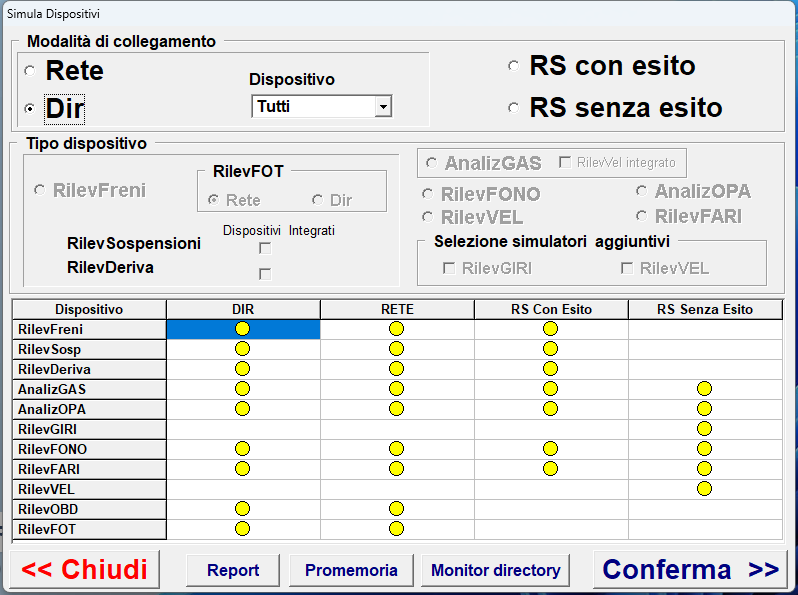 Simula Dispositivi
Modalità di collegamento
Rete
Dir
Dispositivo
Tutti
RS con esito
RS senza esito
Tipo dispositivo
RilevFreni
RilevFOT
Rete Dir
Dispositivi Integrati
RilevSospensioni
RilevDeriva
AnalizGAS RilevVel integrato
RilevFONO AnalizOPA
RilevVEL RilevFARI
Selezione simulatori aggiuntivi
RilevGIRI RilevVEL
Dispositivo DIR RETE RS Con Esito RS Senza Esito
RilevFreni
RilevSosp
RilevDeriva
AnalizGAS
AnalizOPA
RilevGIRI
RilevFONO
RilevFARI
RilevVEL
RilevOBD
RilevFOT
<< Chiudi Report Promemoria Monitor directory Conferma >>